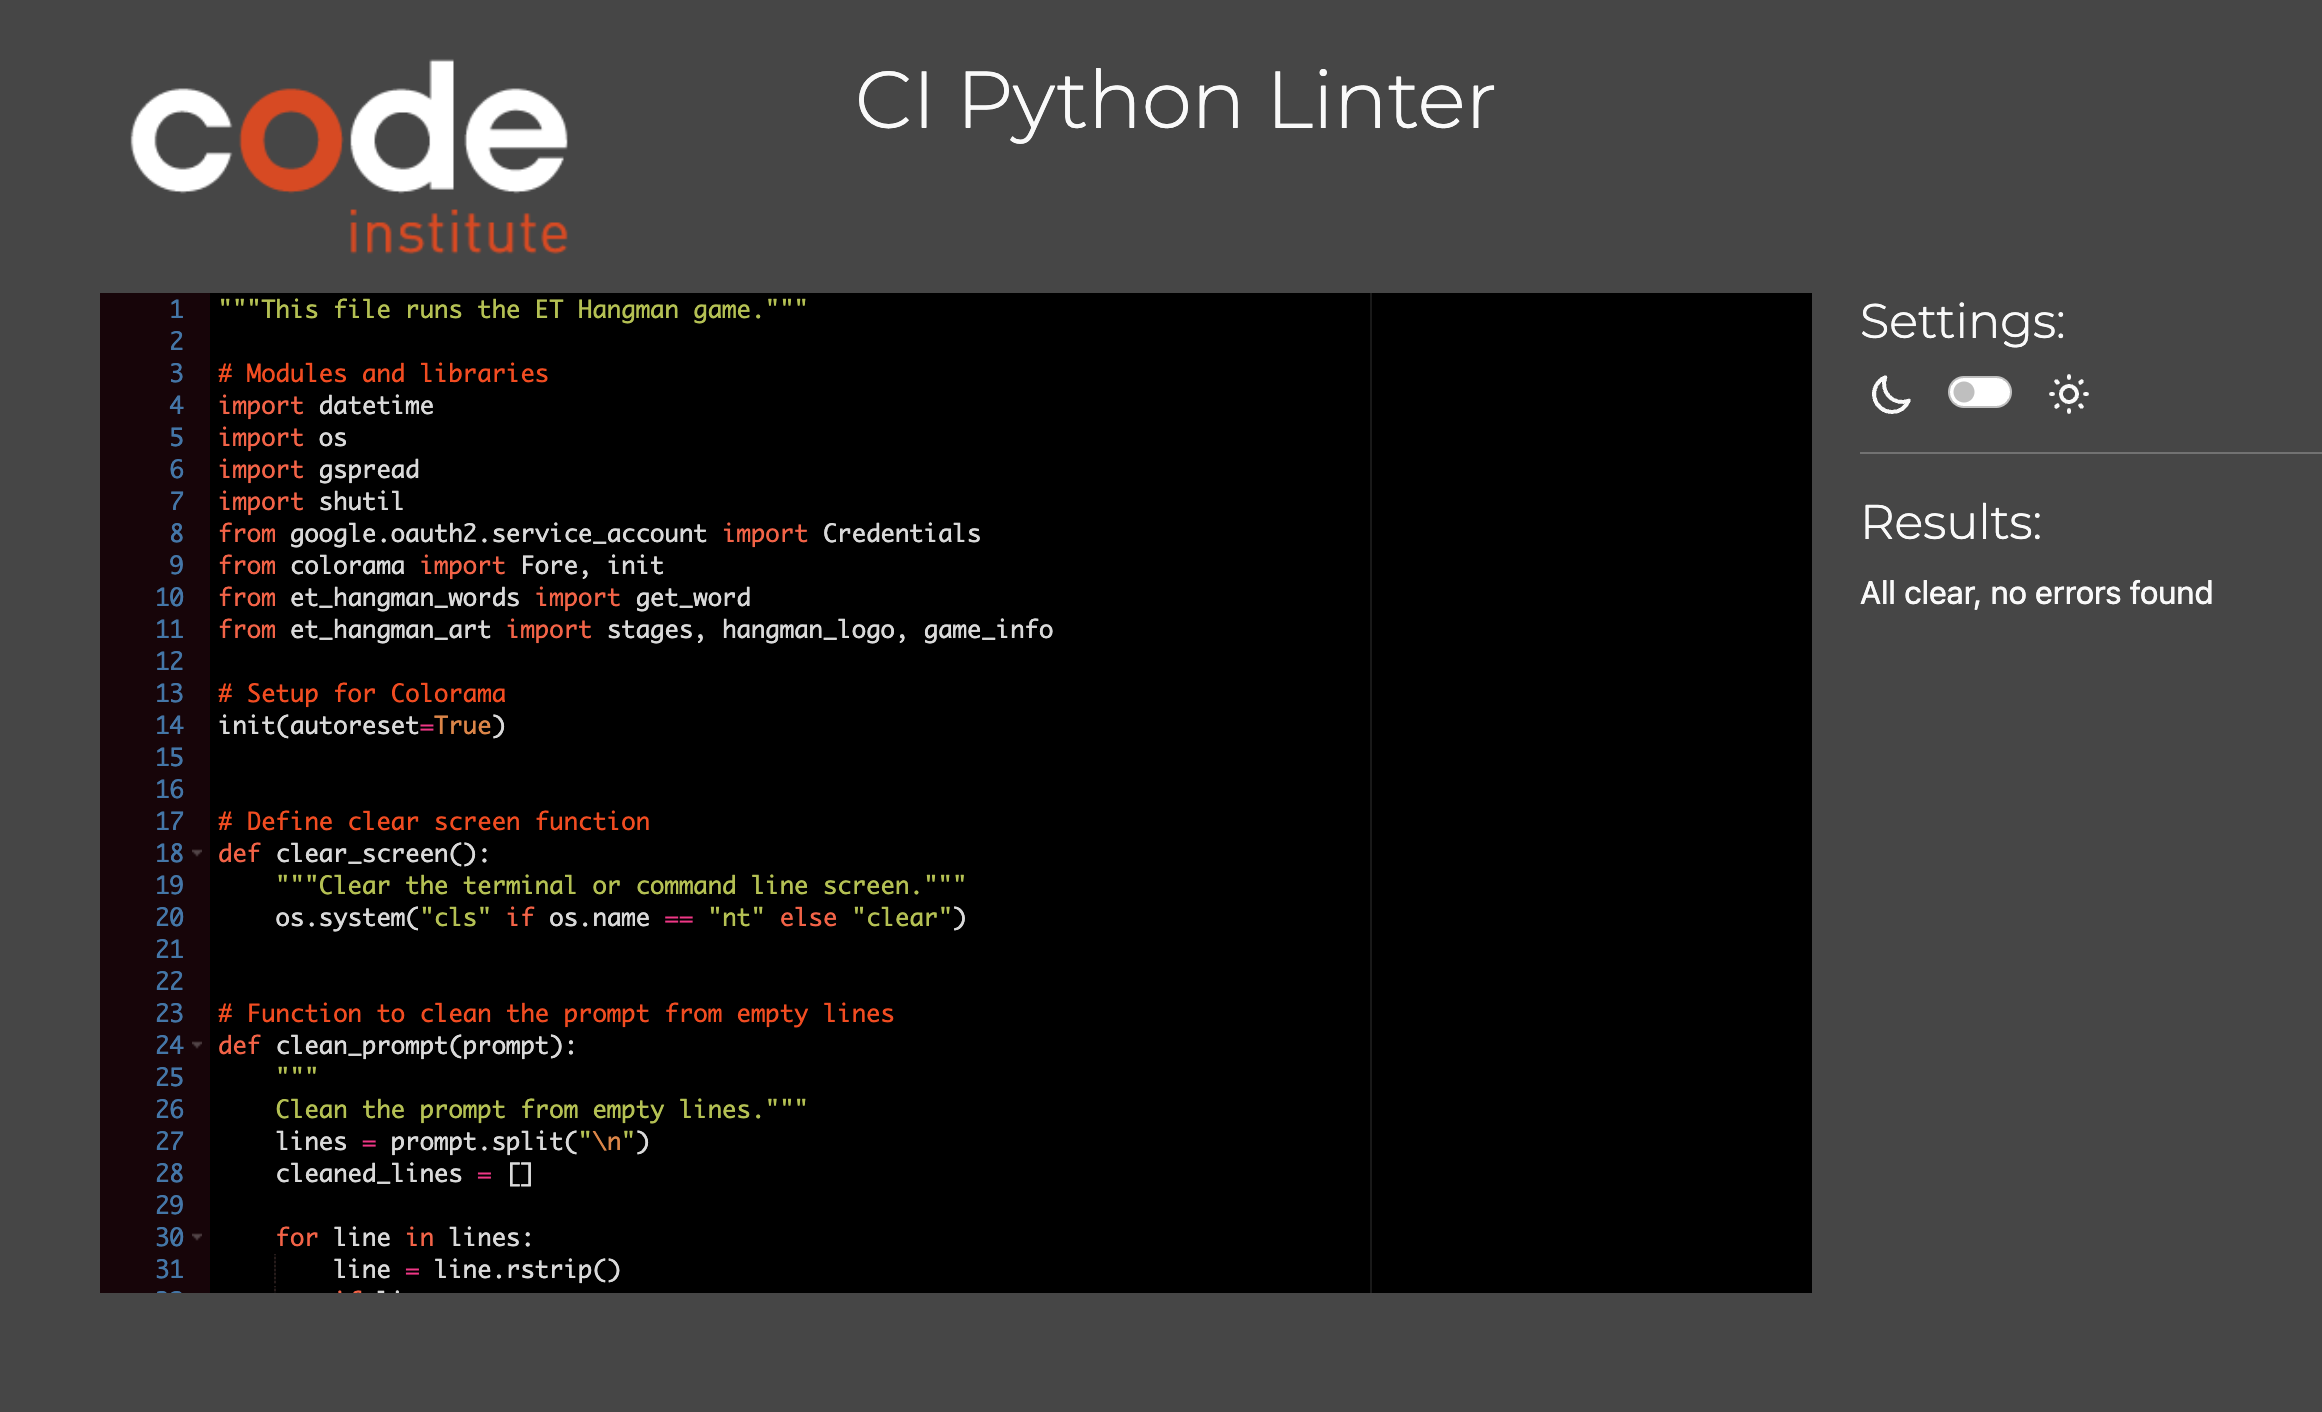 code
institute
CI Python Linter
1 """This file runs the ET Hangman game."""
2
3 # Modules and libraries
4 import datetime
5 import os
6 import gspread
7 import shutil
8 from google.oauth2.service_account import Credentials
9 from colorama import Fore, init
10 from et_hangman_words import get_word
11 from et_hangman_art import stages, hangman_logo, game_info
12
13 # Setup for Colorama
14 init(autoreset=True)
15
16
17 # Define clear screen function
18 def clear_screen():
19     """Clear the terminal or command line screen."""
20     os.system("cls" if os.name == "nt" else "clear")
21
22
23 # Function to clean the prompt from empty lines
24 def clean_prompt(prompt):
25     """
26     Clean the prompt from empty lines."""
27     lines = prompt.split("\n")
28     cleaned_lines = []
29
30     for line in lines:
31         line = line.rstrip()
Settings:
Results:
All clear, no errors found